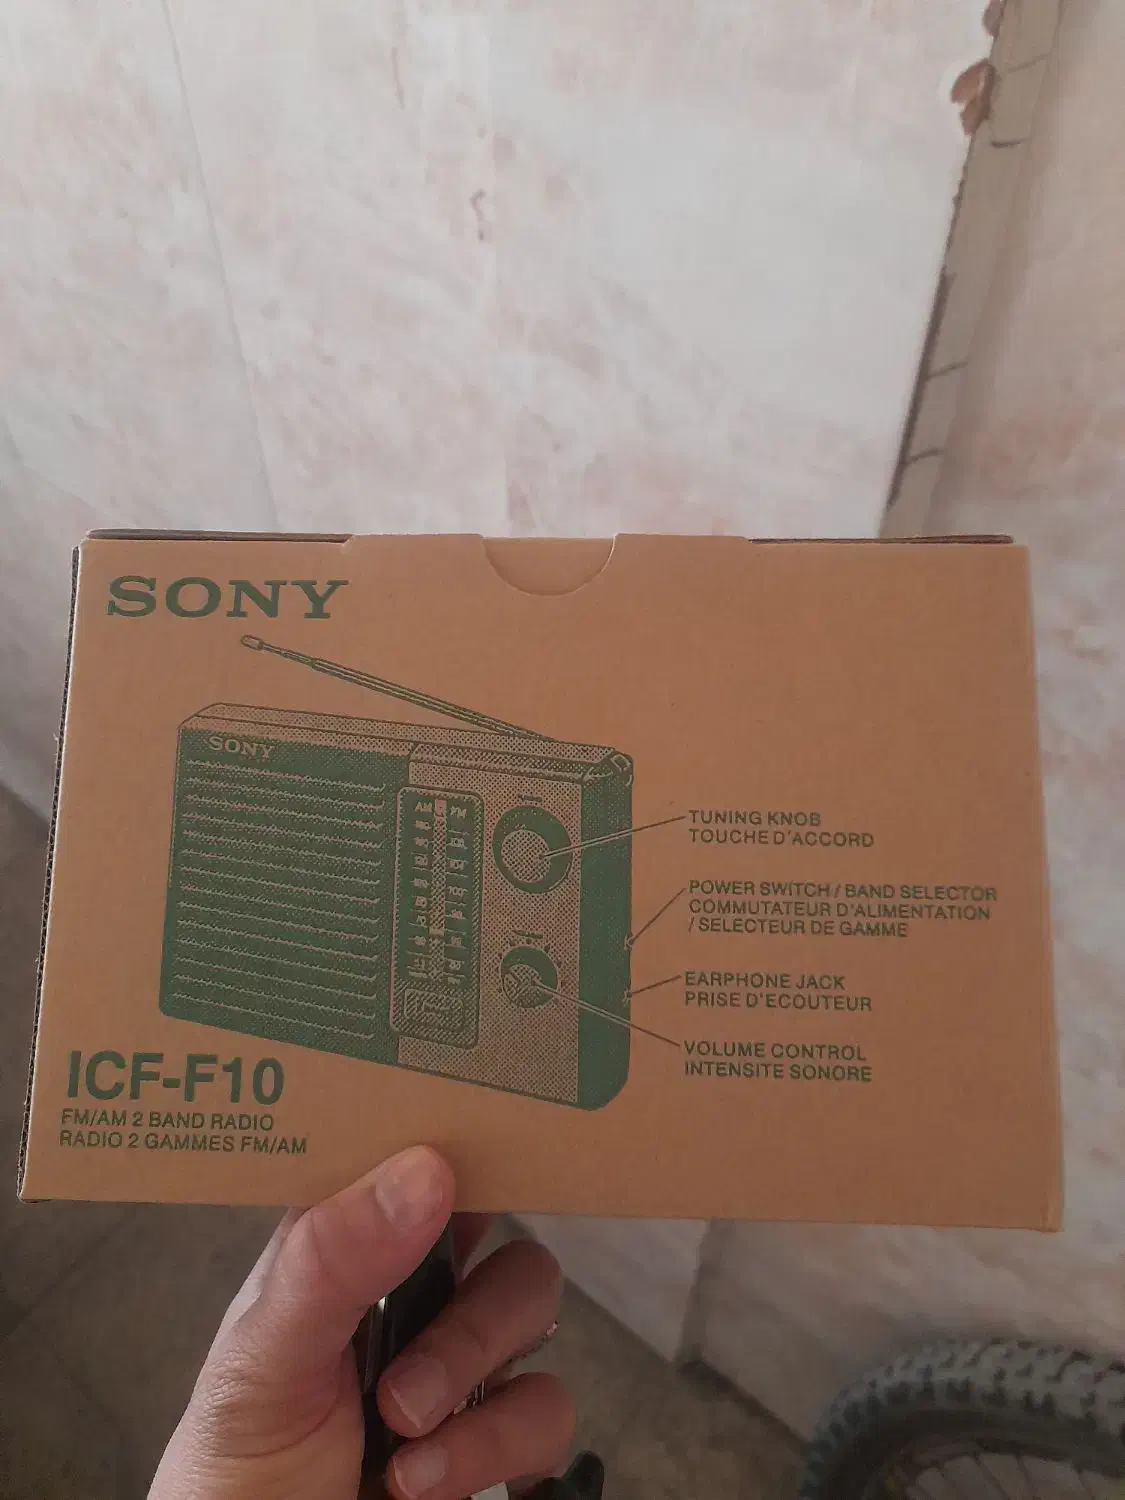 SONY
SONY
AM FM
TUNING KNOB
TOUCHE D'ACCORD
POWER SWITCH / BAND SELECTOR
COMMUTATEUR D'ALIMENTATION
/ SELECTEUR DE GAMME
EARPHONE JACK
PRISE D'ECOUTEUR
VOLUME CONTROL
INTENSITE SONORE
ICF-F10
FM/AM 2 BAND RADIO
RADIO 2 GAMMES FM/AM